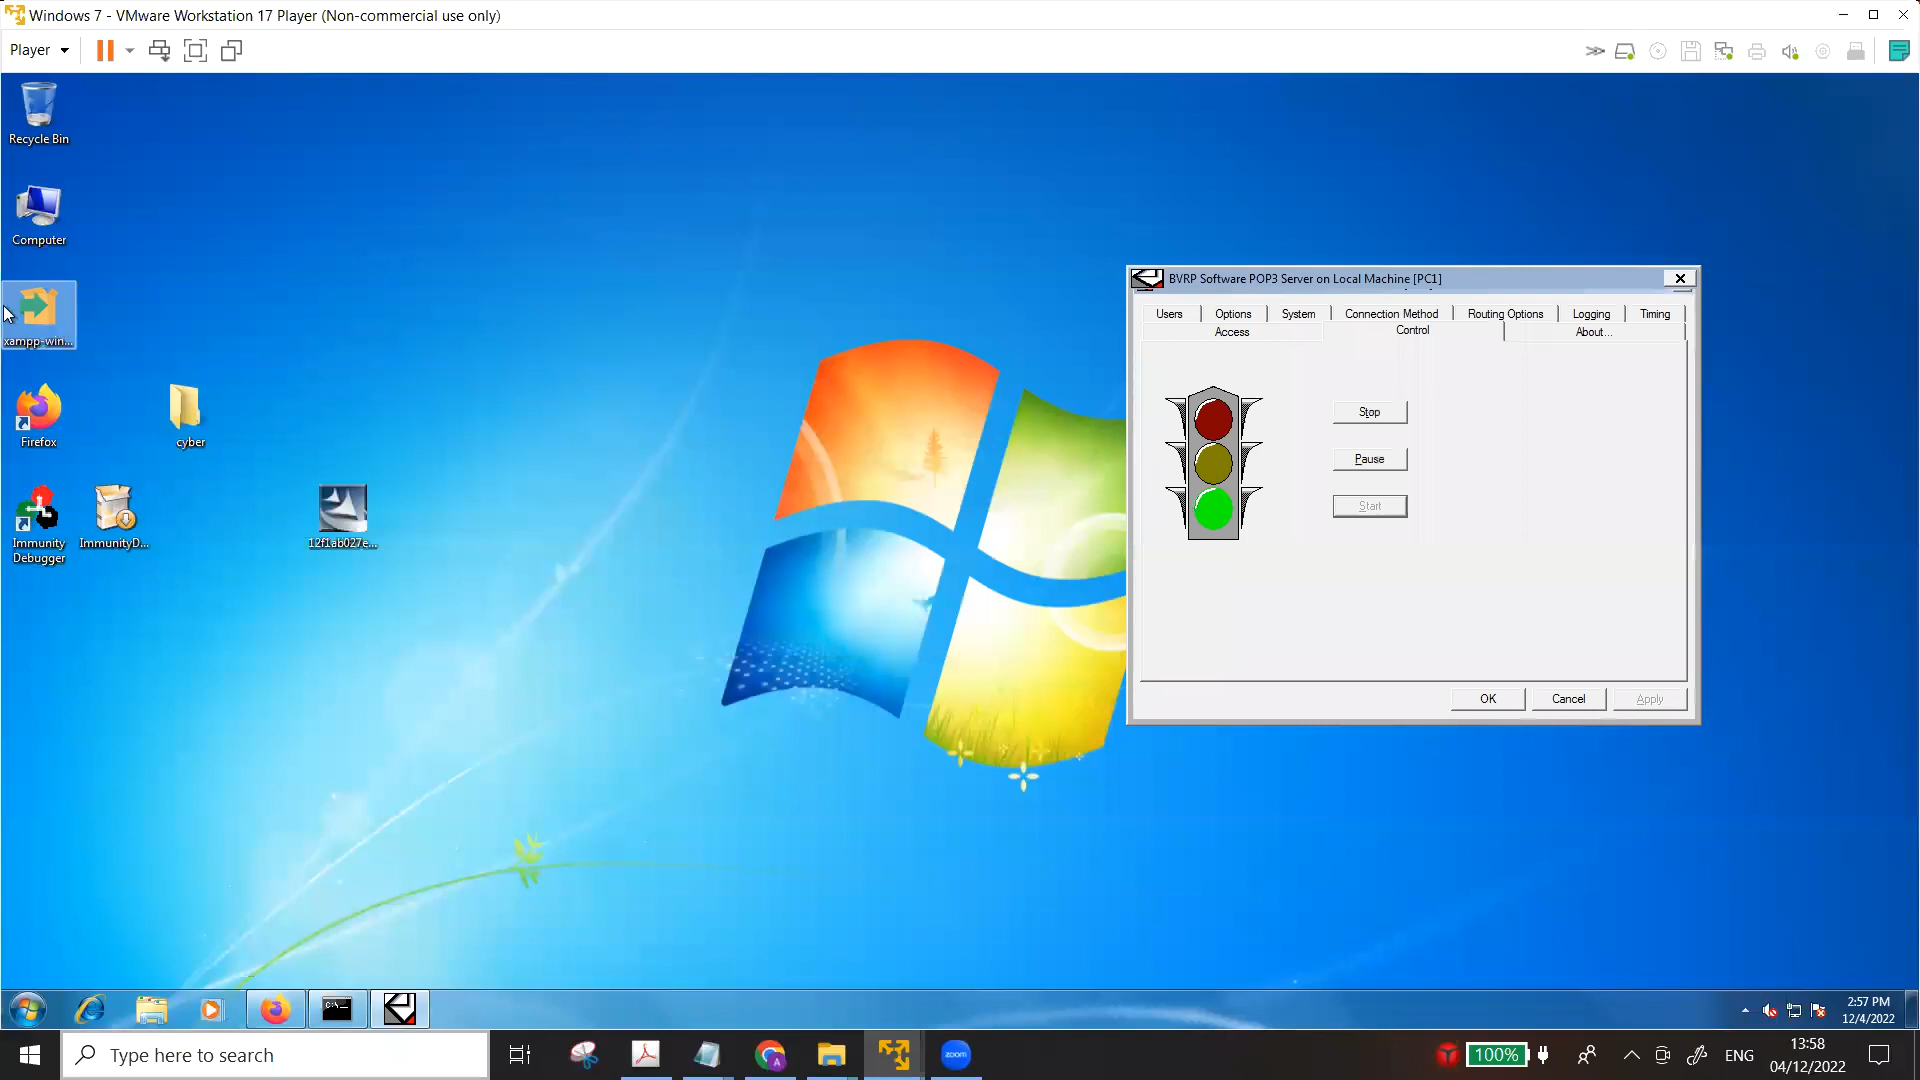 Windows 7 - VMware Workstation 17 Player (Non-commercial use only)
Player
Recycle Bin
Computer
xampp-win...
Firefox
cyber
Immunity
Debugger
ImmunityD...
12f1ab027e...
BVRP Software POP3 Server on Local Machine [PC1]
Users Options System Connection Method Routing Options Logging Timing
Access Control About...
Stop
Pause
Start
OK Cancel Apply
2:57 PM
12/4/2022
Type here to search
zoom
100%
ENG
13:58
04/12/2022